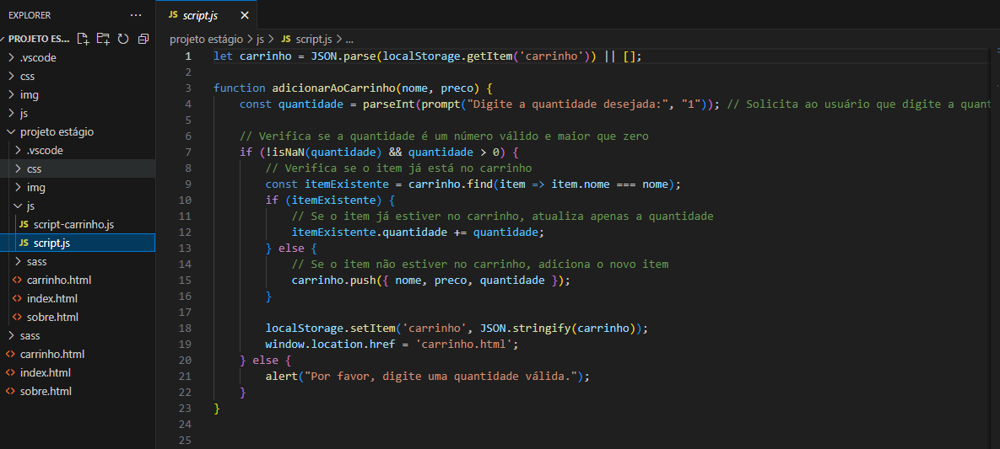 EXPLORER
PROJETO ES...
.vscode
css
img
js
projeto estágio
.vscode
css
img
js
JS script-carrinho.js
JS script.js
sass
<> carrinho.html
<> index.html
<> sobre.html
sass
<> carrinho.html
<> index.html
<> sobre.html
JS script.js
projeto estágio > js > JS script.js > ...
1 let carrinho = JSON.parse(localStorage.getItem('carrinho')) || [];
2
3 function adicionarAoCarrinho(nome, preco) {
4 const quantidade = parseInt(prompt("Digite a quantidade desejada:", "1")); // Solicita ao usuário que digite a quant
5
6 // Verifica se a quantidade é um número válido e maior que zero
7 if (!isNaN(quantidade) && quantidade > 0) {
8 // Verifica se o item já está no carrinho
9 const itemExistente = carrinho.find(item => item.nome === nome);
10 if (itemExistente) {
11 // Se o item já estiver no carrinho, atualiza apenas a quantidade
12 itemExistente.quantidade += quantidade;
13 } else {
14 // Se o item não estiver no carrinho, adiciona o novo item
15 carrinho.push({ nome, preco, quantidade });
16 }
17
18 localStorage.setItem('carrinho', JSON.stringify(carrinho));
19 window.location.href = 'carrinho.html';
20 } else {
21 alert("Por favor, digite uma quantidade válida.");
22 }
23 }
24
25